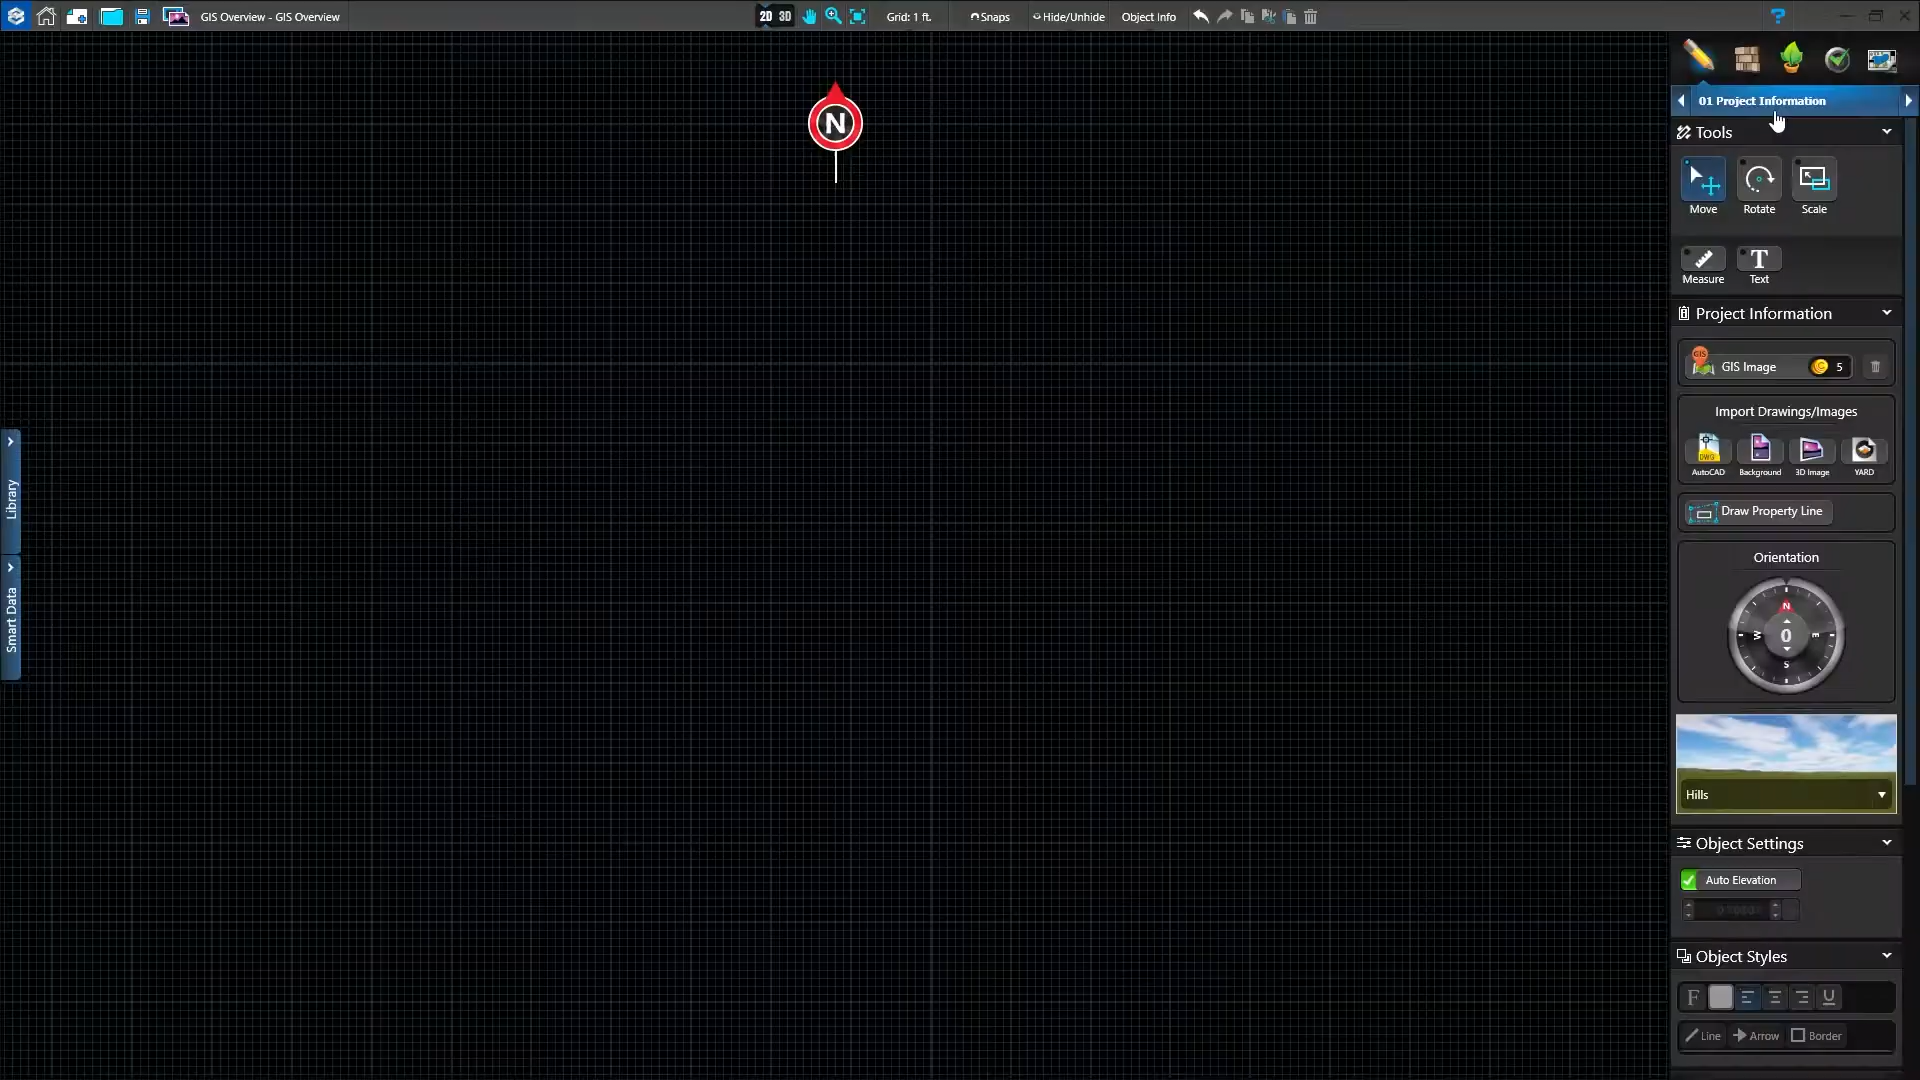 GIS Overview - GIS Overview
2D 3D
Grid: 1 ft.
Snaps
Hide/Unhide
Object Info
?
N
01 Project Information
Tools
Move
Rotate
Scale
Measure
T
Text
Project Information
GIS
GIS Image
5
Import Drawings/Images
DWG
AutoCAD
Background
3D Image
YARD
Draw Property Line
Orientation
N
W
0
E
S
Hills
Object Settings
Auto Elevation
Object Styles
F
U
Line
Arrow
Border
Library
Smart Data